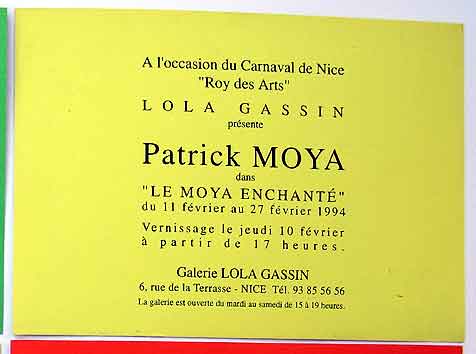 A l'occasion du Carnaval de Nice
"Roy des Arts"
LOLA GASSIN
présente
Patrick MOYA
dans
"LE MOYA ENCHANTÉ"
du 11 février au 27 février 1994
Vernissage le jeudi 10 février
à partir de 17 heures.
Galerie LOLA GASSIN
6, rue de la Terrasse - NICE Tél. 93 85 56 56
La galerie est ouverte du mardi au samedi de 15 à 19 heures.